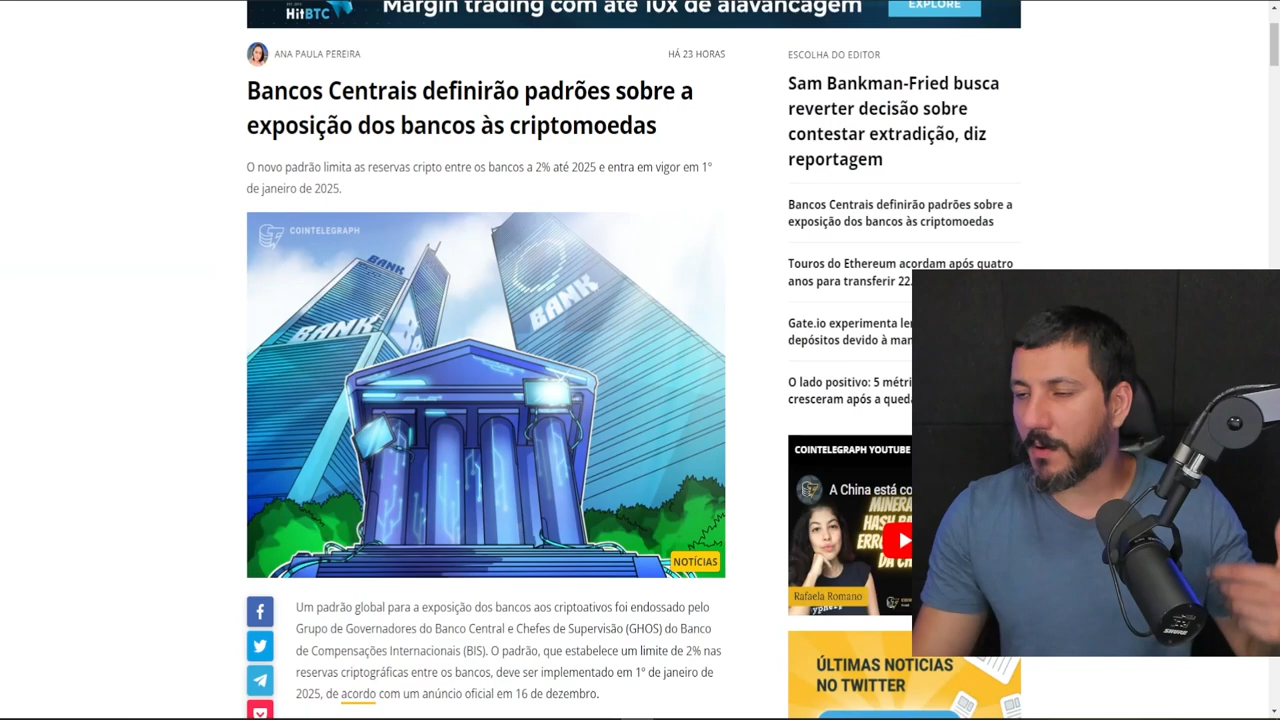 HitBTC
Margin trading com até 10x de alavancagem
EXPLORE
ANA PAULA PEREIRA
HÁ 23 HORAS
Bancos Centrais definirão padrões sobre a
exposição dos bancos às criptomoedas
O novo padrão limita as reservas cripto entre os bancos a 2% até 2025 e entra em vigor em 1º
de janeiro de 2025.
COINTELEGRAPH
BANK
BANK
BANK
NOTÍCIAS
Um padrão global para a exposição dos bancos aos criptoativos foi endossado pelo
Grupo de Governadores do Banco Central e Chefes de Supervisão (GHOS) do Banco
de Compensações Internacionais (BIS). O padrão, que estabelece um limite de 2% nas
reservas criptográficas entre os bancos, deve ser implementado em 1º de janeiro de
2025, de acordo com um anúncio oficial em 16 de dezembro.
ESCOLHA DO EDITOR
Sam Bankman-Fried busca
reverter decisão sobre
contestar extradição, diz
reportagem
Bancos Centrais definirão padrões sobre a
exposição dos bancos às criptomoedas
Touros do Ethereum acordam após quatro
anos para transferir 22.
Gate.io experimenta
depósitos devido à
O lado positivo: 5
cresceram após a
COINTELEGRAPH YOUTUBE
A China está
Rafaela Romano
ÚLTIMAS NOTÍCIAS
NO TWITTER
SHURE